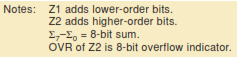 Notes: Z1 adds lower-order bits.
Z2 adds higher-order bits.
Σ₇–Σ₀ = 8-bit sum.
OVR of Z2 is 8-bit overflow indicator.